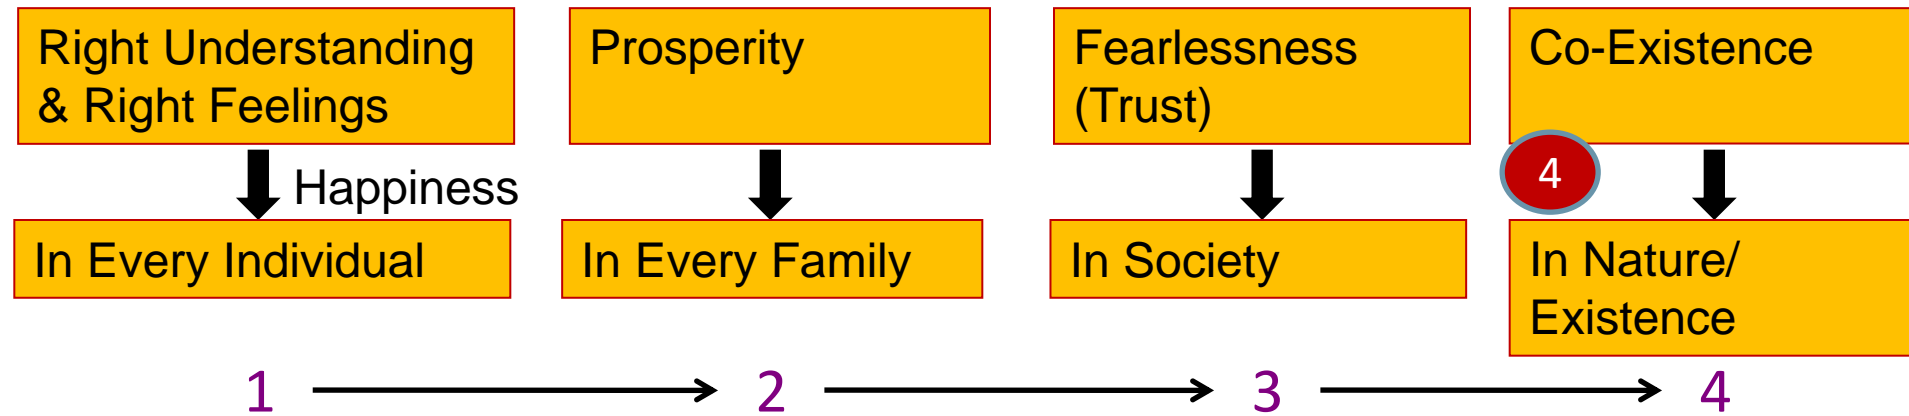 Right Understanding
& Right Feelings
Prosperity
Fearlessness
(Trust)
Co-Existence
4
Happiness
In Every Individual
In Every Family
In Society
In Nature/
Existence
1
2
3
4